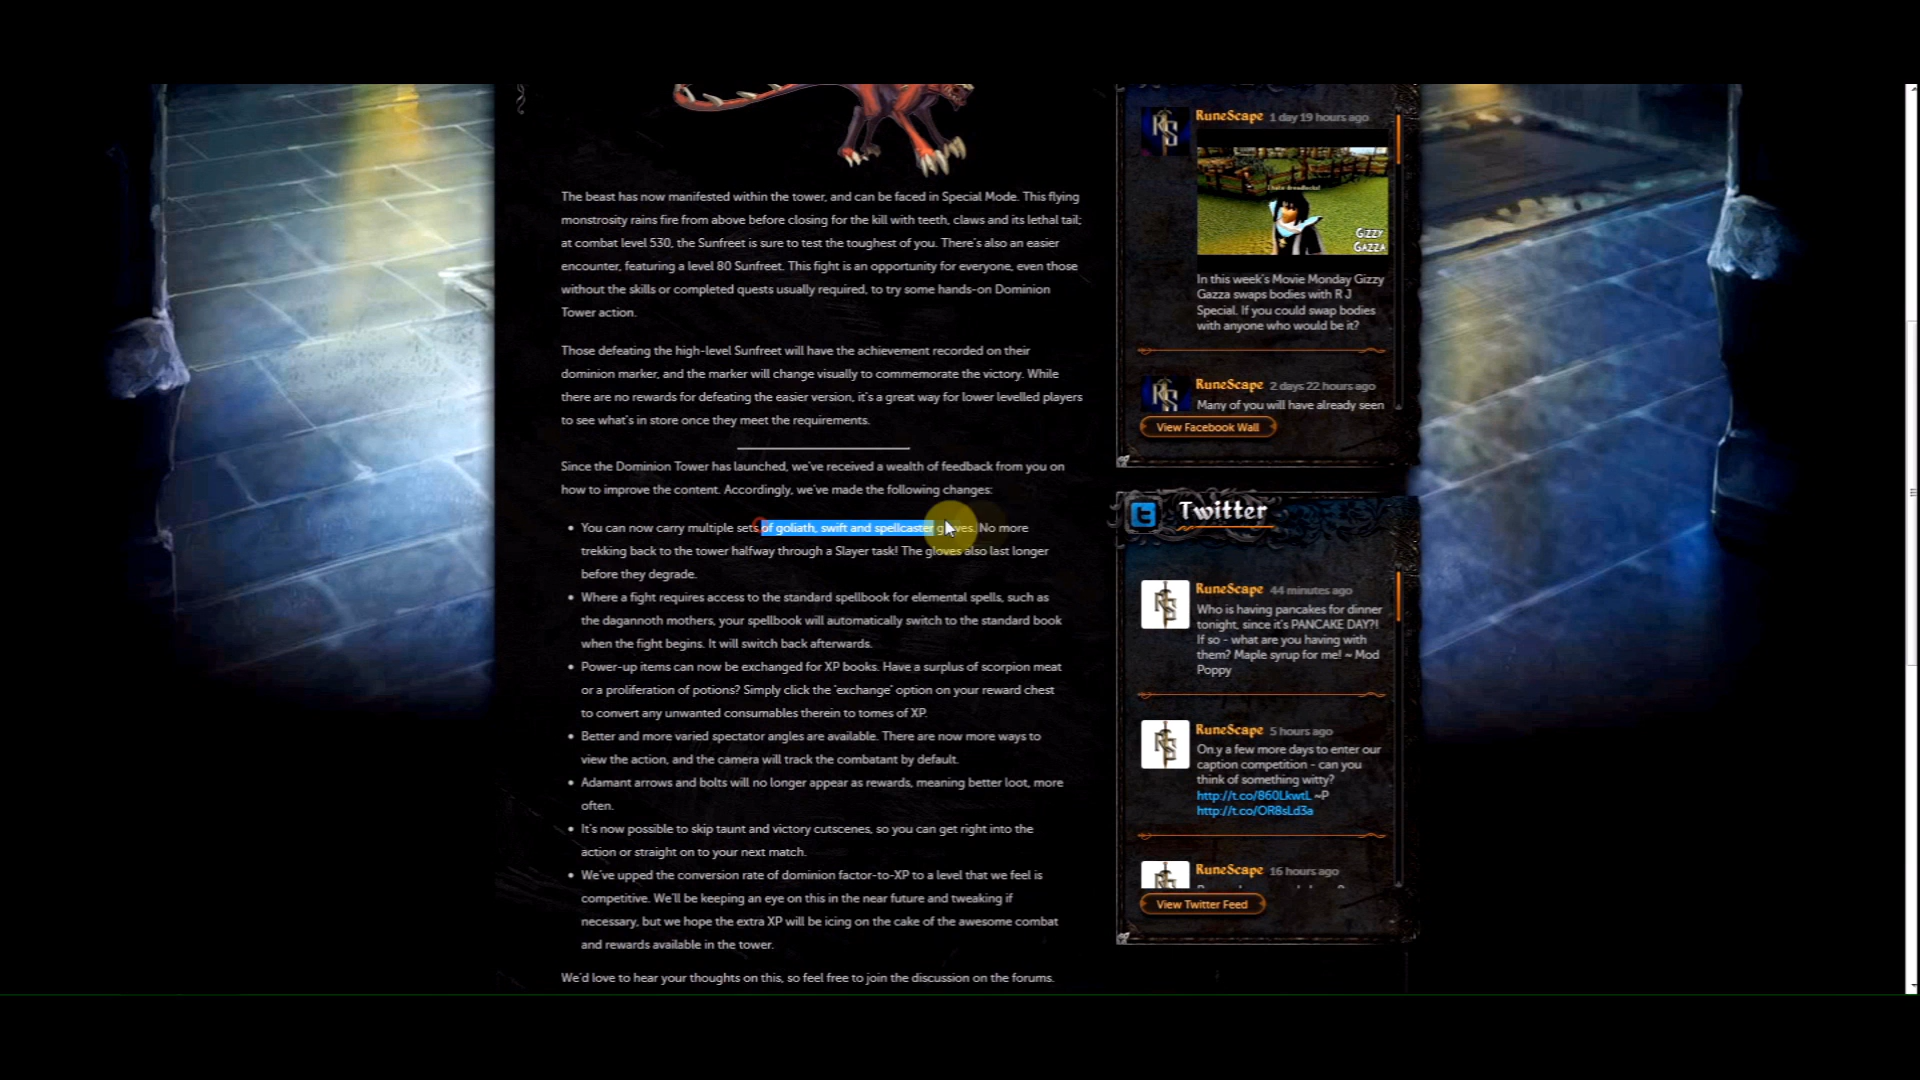 The beast has now manifested within the tower, and can be faced in Special Mode. This flying
monstrosity rains fire from above before closing for the kill with teeth, claws and its lethal tail;
at combat level 530, the Sunfreet is sure to test the toughest of you. There's also an easier
encounter, featuring a level 80 Sunfreet. This fight is an opportunity for everyone, even those
without the skills or completed quests usually required, to try some hands-on Dominion
Tower action.
Those defeating the high-level Sunfreet will have the achievement recorded on their
dominion marker, and the marker will change visually to commemorate the victory. While
there are no rewards for defeating the easier version, it's a great way for lower levelled players
to see what's in store once they meet the requirements.
Since the Dominion Tower has launched, we've received a wealth of feedback from you on
how to improve the content. Accordingly, we've made the following changes:
• You can now carry multiple sets of goliath, swift and spellcaster gloves. No more
trekking back to the tower halfway through a Slayer task! The gloves also last longer
before they degrade.
• Where a fight requires access to the standard spellbook for elemental spells, such as
the dagannoth mothers, your spellbook will automatically switch to the standard book
when the fight begins. It will switch back afterwards.
• Power-up items can now be exchanged for XP books. Have a surplus of scorpion meat
or a proliferation of potions? Simply click the 'exchange' option on your reward chest
to convert any unwanted consumables therein to tomes of XP.
• Better and more varied spectator angles are available. There are now more ways to
view the action, and the camera will track the combatant by default.
• Adamant arrows and bolts will no longer appear as rewards, meaning better loot, more
often.
• It's now possible to skip taunt and victory cutscenes, so you can get right into the
action or straight on to your next match.
• We've upped the conversion rate of dominion factor-to-XP to a level that we feel is
competitive. We'll be keeping an eye on this in the near future and tweaking if
necessary, but we hope the extra XP will be icing on the cake of the awesome combat
and rewards available in the tower.
We'd love to hear your thoughts on this, so feel free to join the discussion on the forums.
RuneScape 1 day 19 hours ago
GIZZY
GAZZA
In this week's Movie Monday Gizzy
Gazza swaps bodies with R J
Special. If you could swap bodies
with anyone who would be it?
RuneScape 2 days 22 hours ago
Many of you will have already seen
View Facebook Wall
Twitter
RuneScape 44 minutes ago
Who is having pancakes for dinner
tonight, since it's PANCAKE DAY?!
If so - what are you having with
them? Maple syrup for me! ~ Mod
Poppy
RuneScape 5 hours ago
On.y a few more days to enter our
caption competition - can you
think of something witty?
http://t.co/860LkwtL ~P
http://t.co/OR8sLd3a
RuneScape 16 hours ago
View Twitter Feed